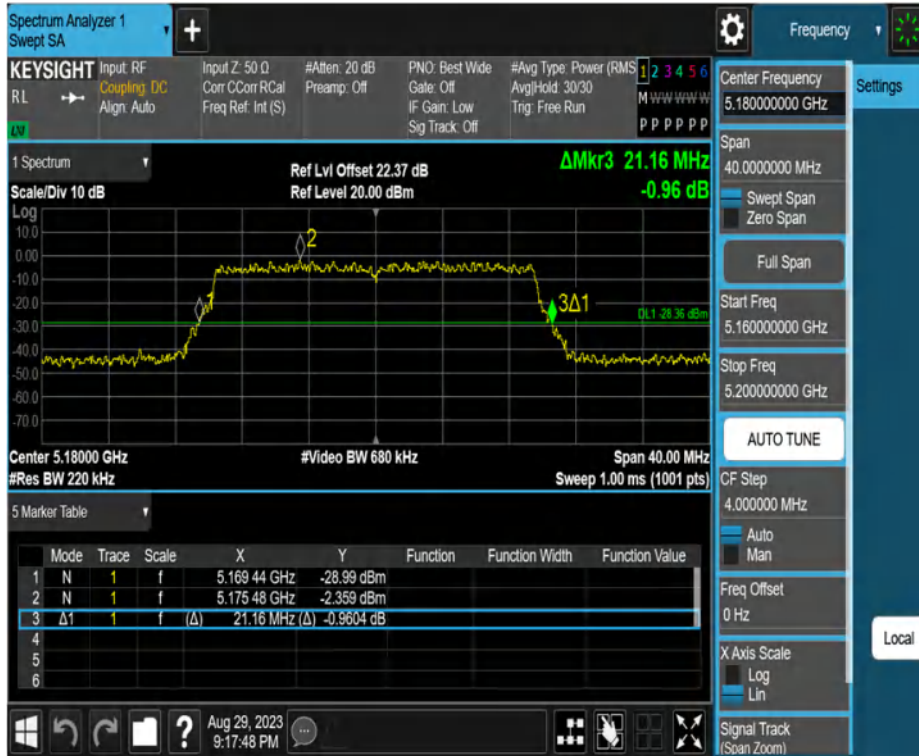 Spectrum Analyzer 1
Swept SA
+
Frequency
KEYSIGHT
RL
LXI
Input: RF
Coupling: DC
Align: Auto
Input Z: 50 Ω
Corr CCorr RCal
Freq Ref: Int (S)
#Atten: 20 dB
Preamp: Off
PNO: Best Wide
Gate: Off
IF Gain: Low
Sig Track: Off
#Avg Type: Power (RMS
Avg|Hold: 30/30
Trig: Free Run
1 2 3 4 5 6
M W W W W W
P P P P P P
1 Spectrum
Scale/Div 10 dB
Ref Lvl Offset 22.37 dB
Ref Level 20.00 dBm
ΔMkr3 21.16 MHz
-0.96 dB
Log
10.0
0.00
-10.0
-20.0
-30.0
-40.0
-50.0
-60.0
-70.0
1
2
3Δ1
DL1 -28.36 dBm
Center 5.18000 GHz
#Video BW 680 kHz
Span 40.00 MHz
#Res BW 220 kHz
Sweep 1.00 ms (1001 pts)
5 Marker Table
Mode Trace Scale X Y Function Function Width Function Value
1 N 1 f 5.169 44 GHz -28.99 dBm
2 N 1 f 5.175 48 GHz -2.359 dBm
3 Δ1 1 f (Δ) 21.16 MHz (Δ) -0.9604 dB
4
5
6
Aug 29, 2023
9:17:48 PM
?
Center Frequency
5.180000000 GHz
Span
40.0000000 MHz
Swept Span
Zero Span
Full Span
Start Freq
5.160000000 GHz
Stop Freq
5.200000000 GHz
AUTO TUNE
CF Step
4.000000 MHz
Auto
Man
Freq Offset
0 Hz
X Axis Scale
Log
Lin
Signal Track
(Span Zoom)
Settings
Local